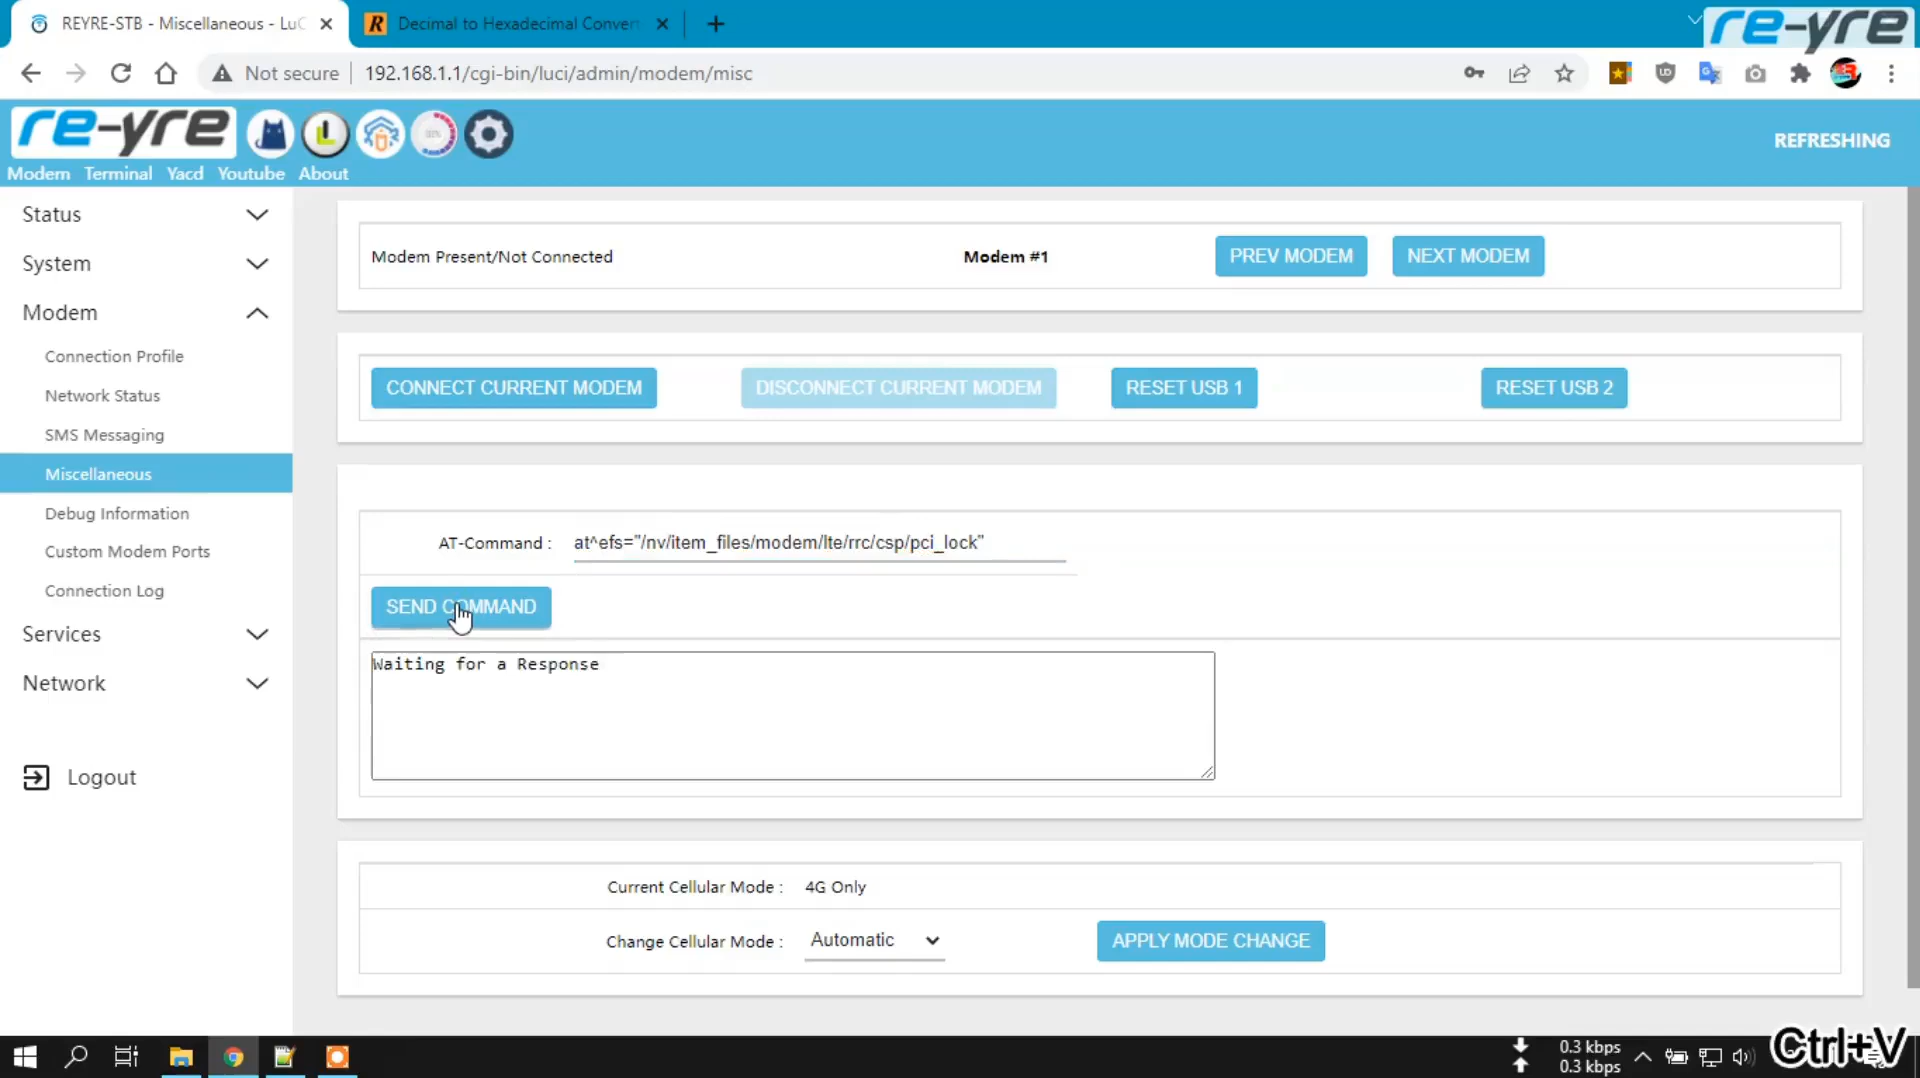 REYRE-STB - Miscellaneous - LuC
Decimal to Hexadecimal Convert
re-yre
Not secure
192.168.1.1/cgi-bin/luci/admin/modem/misc
re-yre
REFRESHING
Modem Terminal Yacd Youtube About
Status
System
Modem
Connection Profile
Network Status
SMS Messaging
Miscellaneous
Debug Information
Custom Modem Ports
Connection Log
Services
Network
Logout
Modem Present/Not Connected
Modem #1
PREV MODEM
NEXT MODEM
CONNECT CURRENT MODEM
DISCONNECT CURRENT MODEM
RESET USB 1
RESET USB 2
AT-Command :
at^efs="/nv/item_files/modem/lte/rrc/csp/pci_lock"
SEND COMMAND
Waiting for a Response
Current Cellular Mode :
4G Only
Change Cellular Mode :
Automatic
APPLY MODE CHANGE
0.3 kbps
0.3 kbps
Ctrl+V